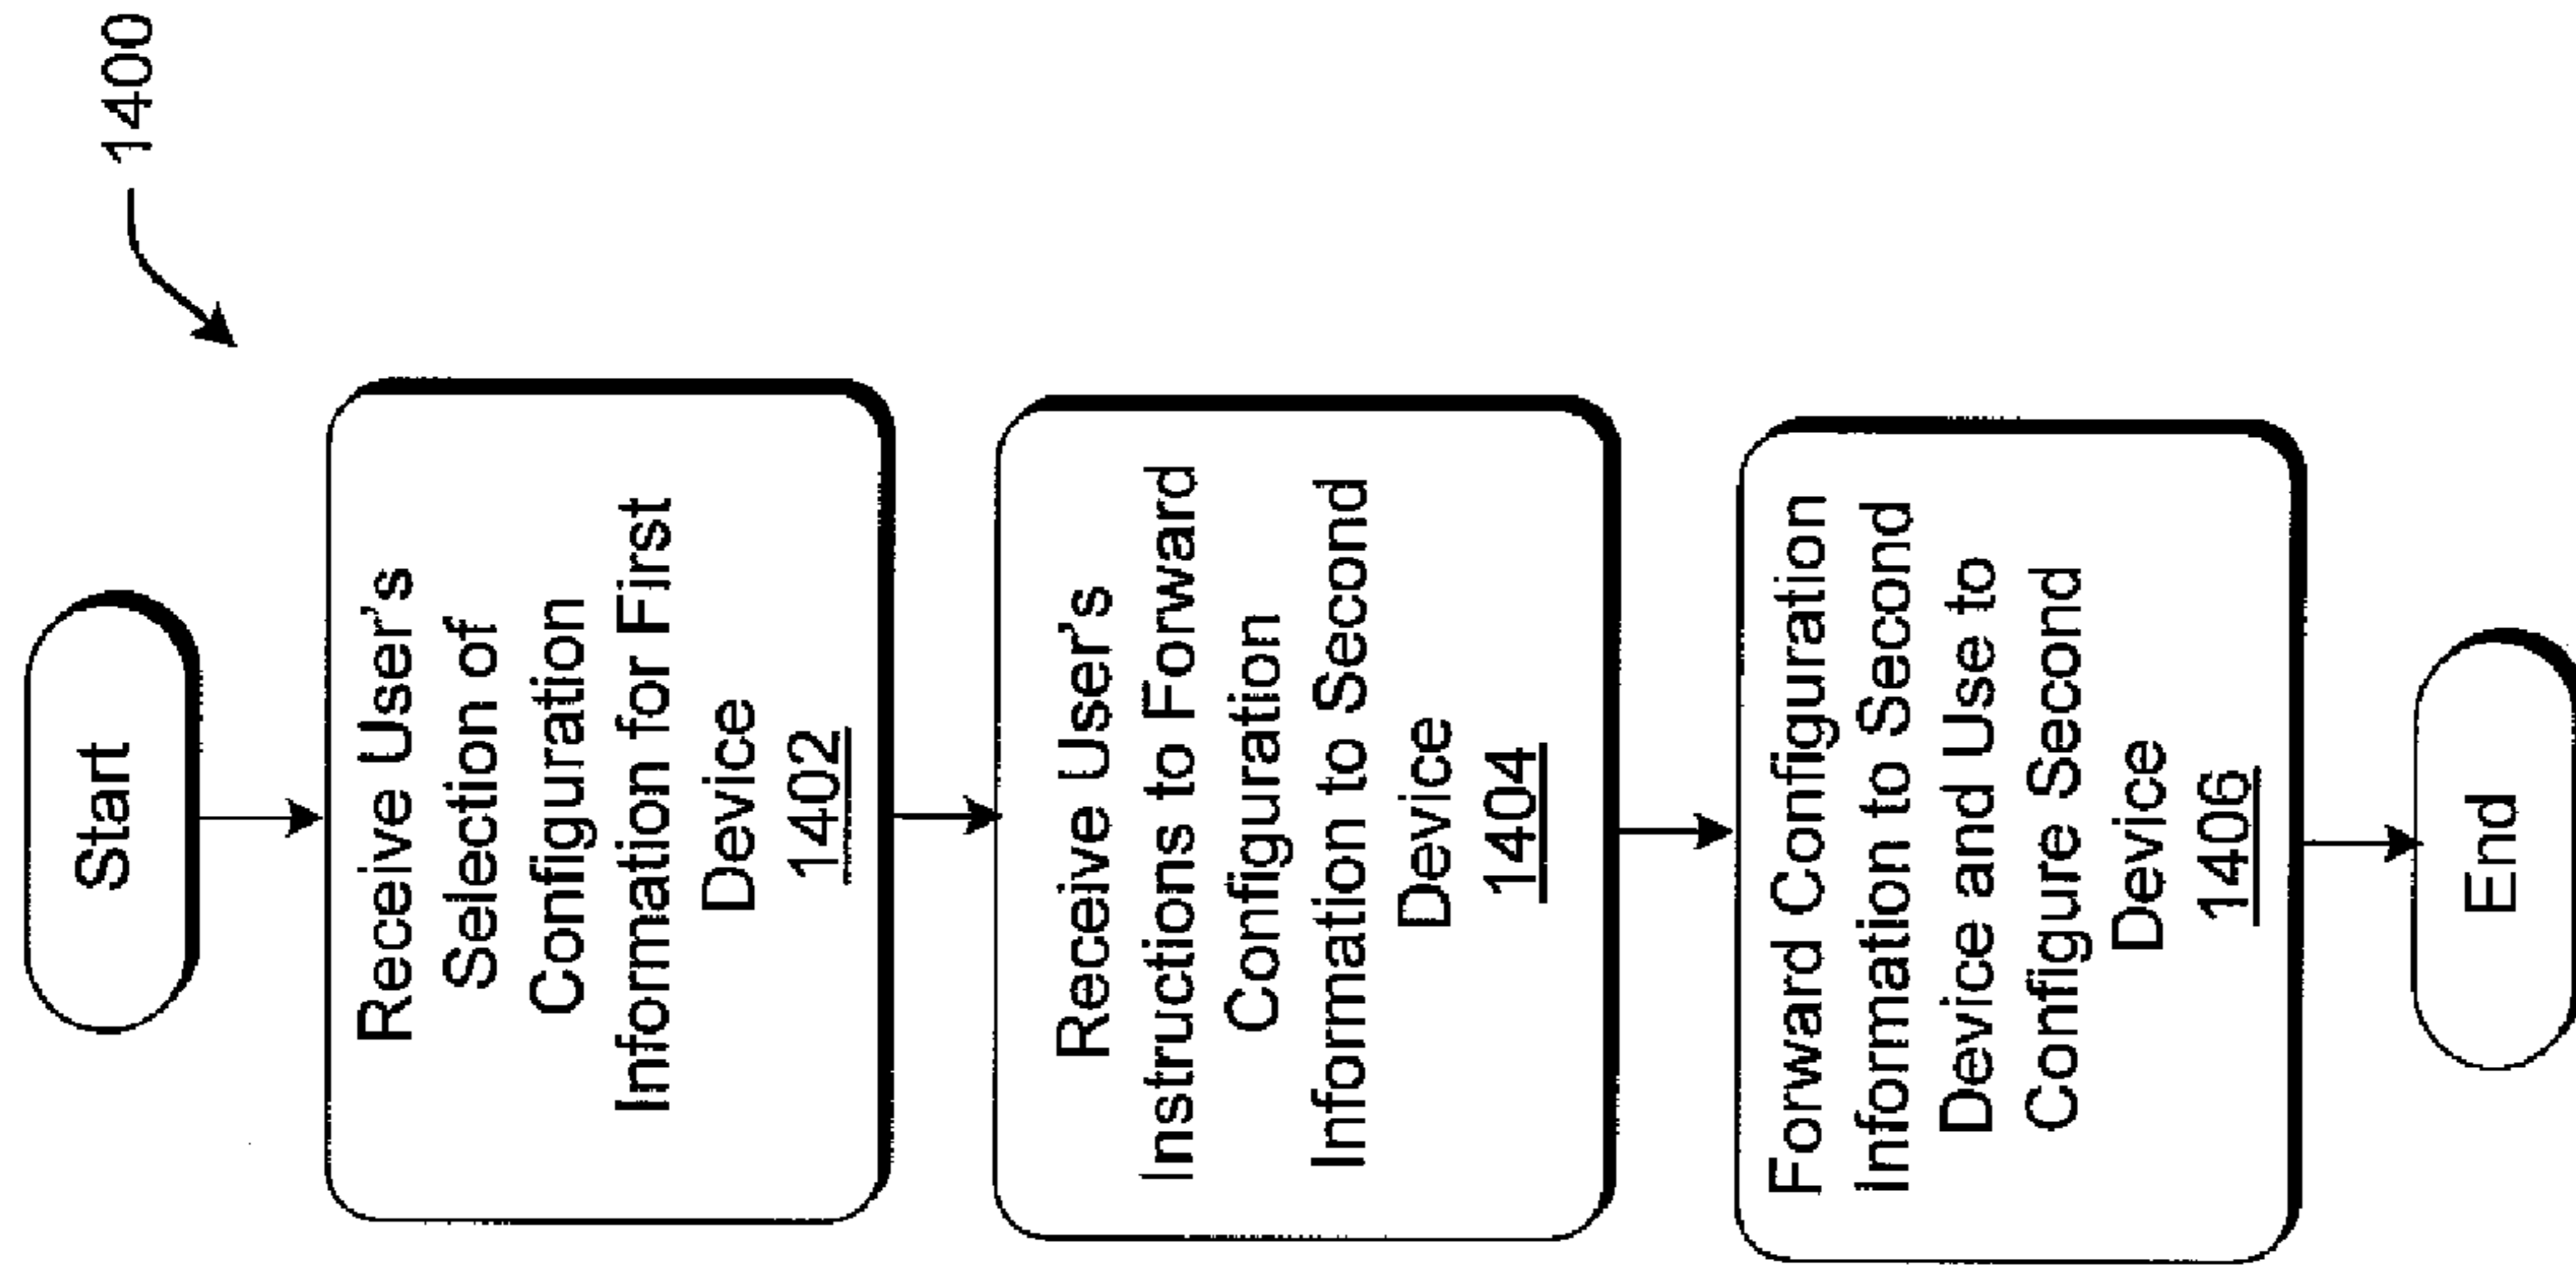 1400
Start
Receive User's
Selection of
Configuration
Information for First
Device
1402
Receive User's
Instructions to Forward
Configuration
Information to Second
Device
1404
Forward Configuration
Information to Second
Device and Use to
Configure Second
Device
1406
End